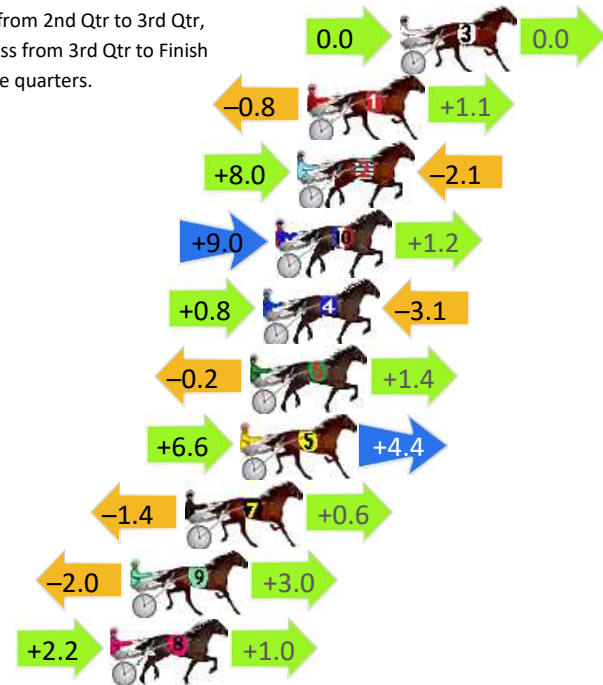 from 2nd Qtr to 3rd Qtr,
ss from 3rd Qtr to Finish
e quarters.
0.0 3 0.0
–0.8 1 +1.1
+8.0 2 –2.1
+9.0 10 +1.2
+0.8 4 –3.1
–0.2 6 +1.4
+6.6 5 +4.4
–1.4 7 +0.6
–2.0 9 +3.0
+2.2 8 +1.0